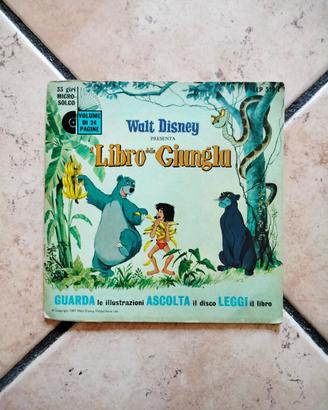 33 giri
MICRO-
SOLCO
VOLUME
DI 24
PAGINE
Walt Disney
PRESENTA
Il Libro della Giungla
GUARDA le illustrazioni ASCOLTA il disco LEGGI il libro